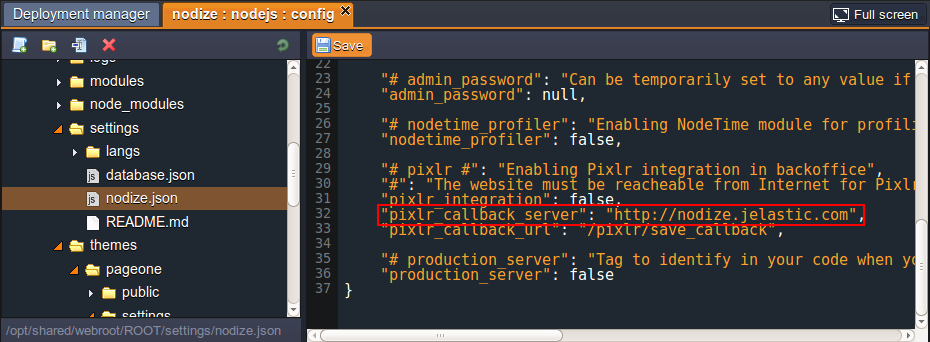 Deployment manager
nodize : nodejs : config
Full screen
Save
logs
modules
node_modules
settings
langs
database.json
nodize.json
README.md
themes
pageone
public
settings
/opt/shared/webroot/ROOT/settings/nodize.json
22
23 "# admin_password": "Can be temporarily set to any value if
24 "admin_password": null,
25
26 "# nodetime_profiler": "Enabling NodeTime module for profili
27 "nodetime_profiler": false,
28
29 "# pixlr #": "Enabling Pixlr integration in backoffice",
30 "#": "The website must be reacheable from Internet for Pixlr
31 "pixlr_integration": false,
32 "pixlr_callback_server": "http://nodize.jelastic.com",
33 "pixlr_callback_url": "/pixlr/save_callback",
34
35 "# production_server": "Tag to identify in your code when yo
36 "production_server": false
37 }